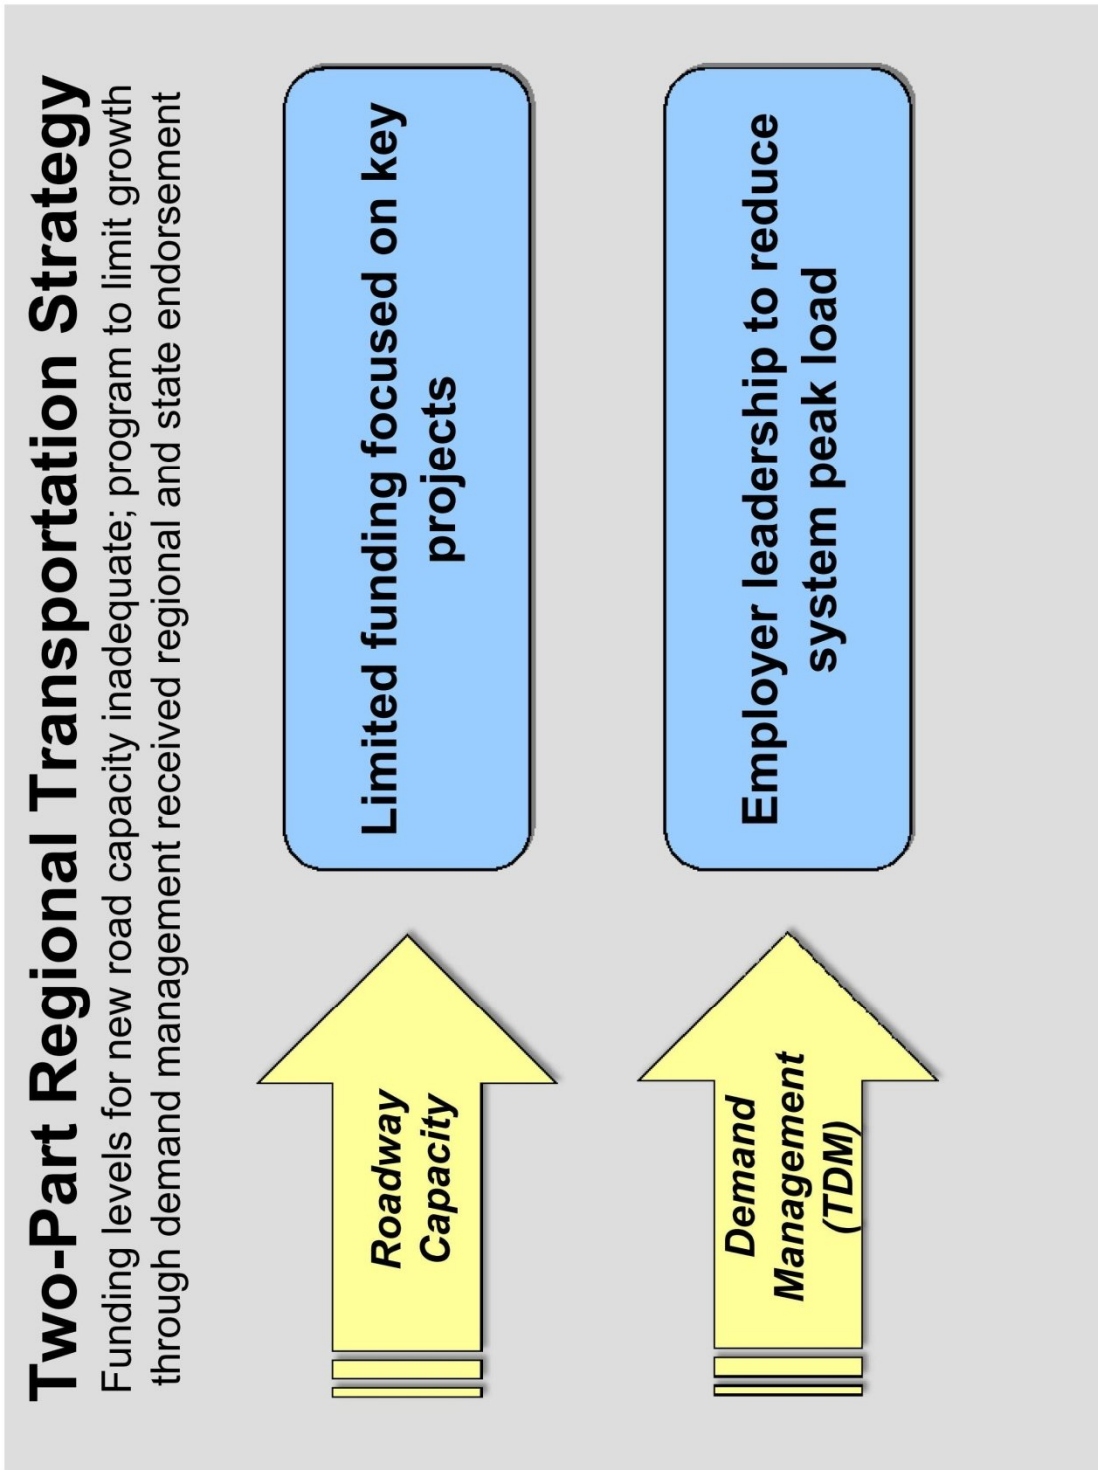 Two-Part Regional Transportation Strategy
Funding levels for new road capacity inadequate; program to limit growth
through demand management received regional and state endorsement
Roadway
Capacity
Limited funding focused on key
projects
Demand
Management
(TDM)
Employer leadership to reduce
system peak load